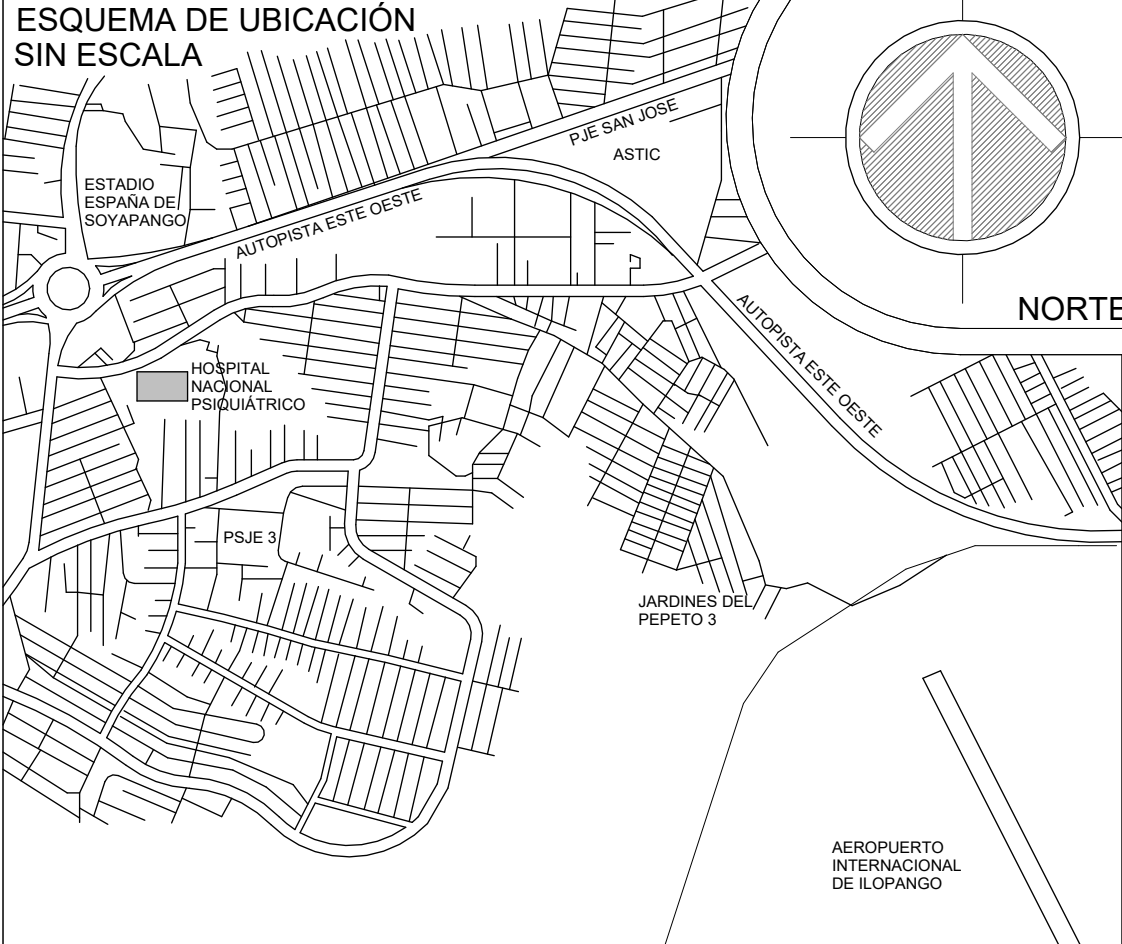 ESQUEMA DE UBICACIÓN
SIN ESCALA
PJE SAN JOSE
ASTIC
ESTADIO
ESPAÑA DE
SOYAPANGO
AUTOPISTA ESTE OESTE
NORTE
AUTOPISTA ESTE OESTE
HOSPITAL
NACIONAL
PSIQUIÁTRICO
PSJE 3
JARDINES DEL
PEPETO 3
AEROPUERTO
INTERNACIONAL
DE ILOPANGO